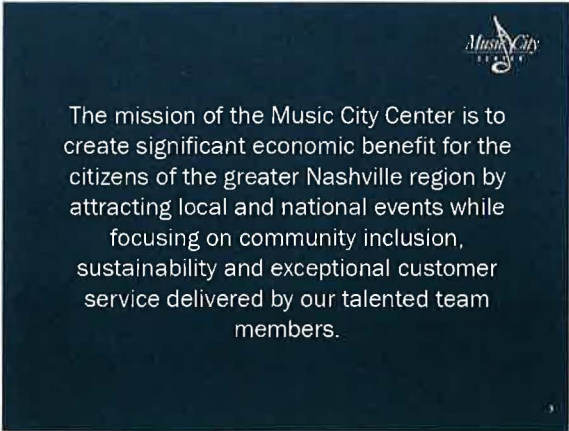 Music City
CENTER
The mission of the Music City Center is to
create significant economic benefit for the
citizens of the greater Nashville region by
attracting local and national events while
focusing on community inclusion,
sustainability and exceptional customer
service delivered by our talented team
members.